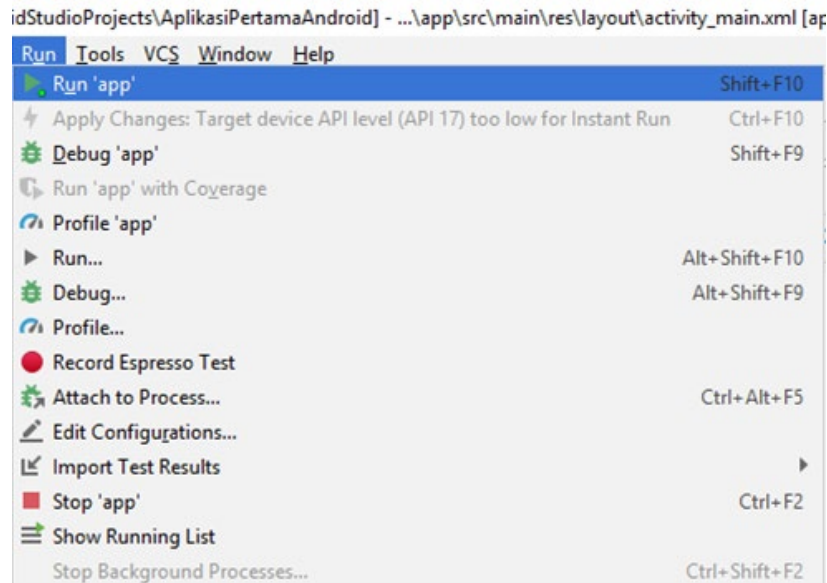 idStudioProjects\AplikasiPertamaAndroid] - ...\app\src\main\res\layout\activity_main.xml [ap
Run Tools VCS Window Help
Run 'app' Shift+F10
Apply Changes: Target device API level (API 17) too low for Instant Run Ctrl+F10
Debug 'app' Shift+F9
Run 'app' with Coverage
Profile 'app'
Run... Alt+Shift+F10
Debug... Alt+Shift+F9
Profile...
Record Espresso Test
Attach to Process... Ctrl+Alt+F5
Edit Configurations...
Import Test Results
Stop 'app' Ctrl+F2
Show Running List
Stop Background Processes... Ctrl+Shift+F2